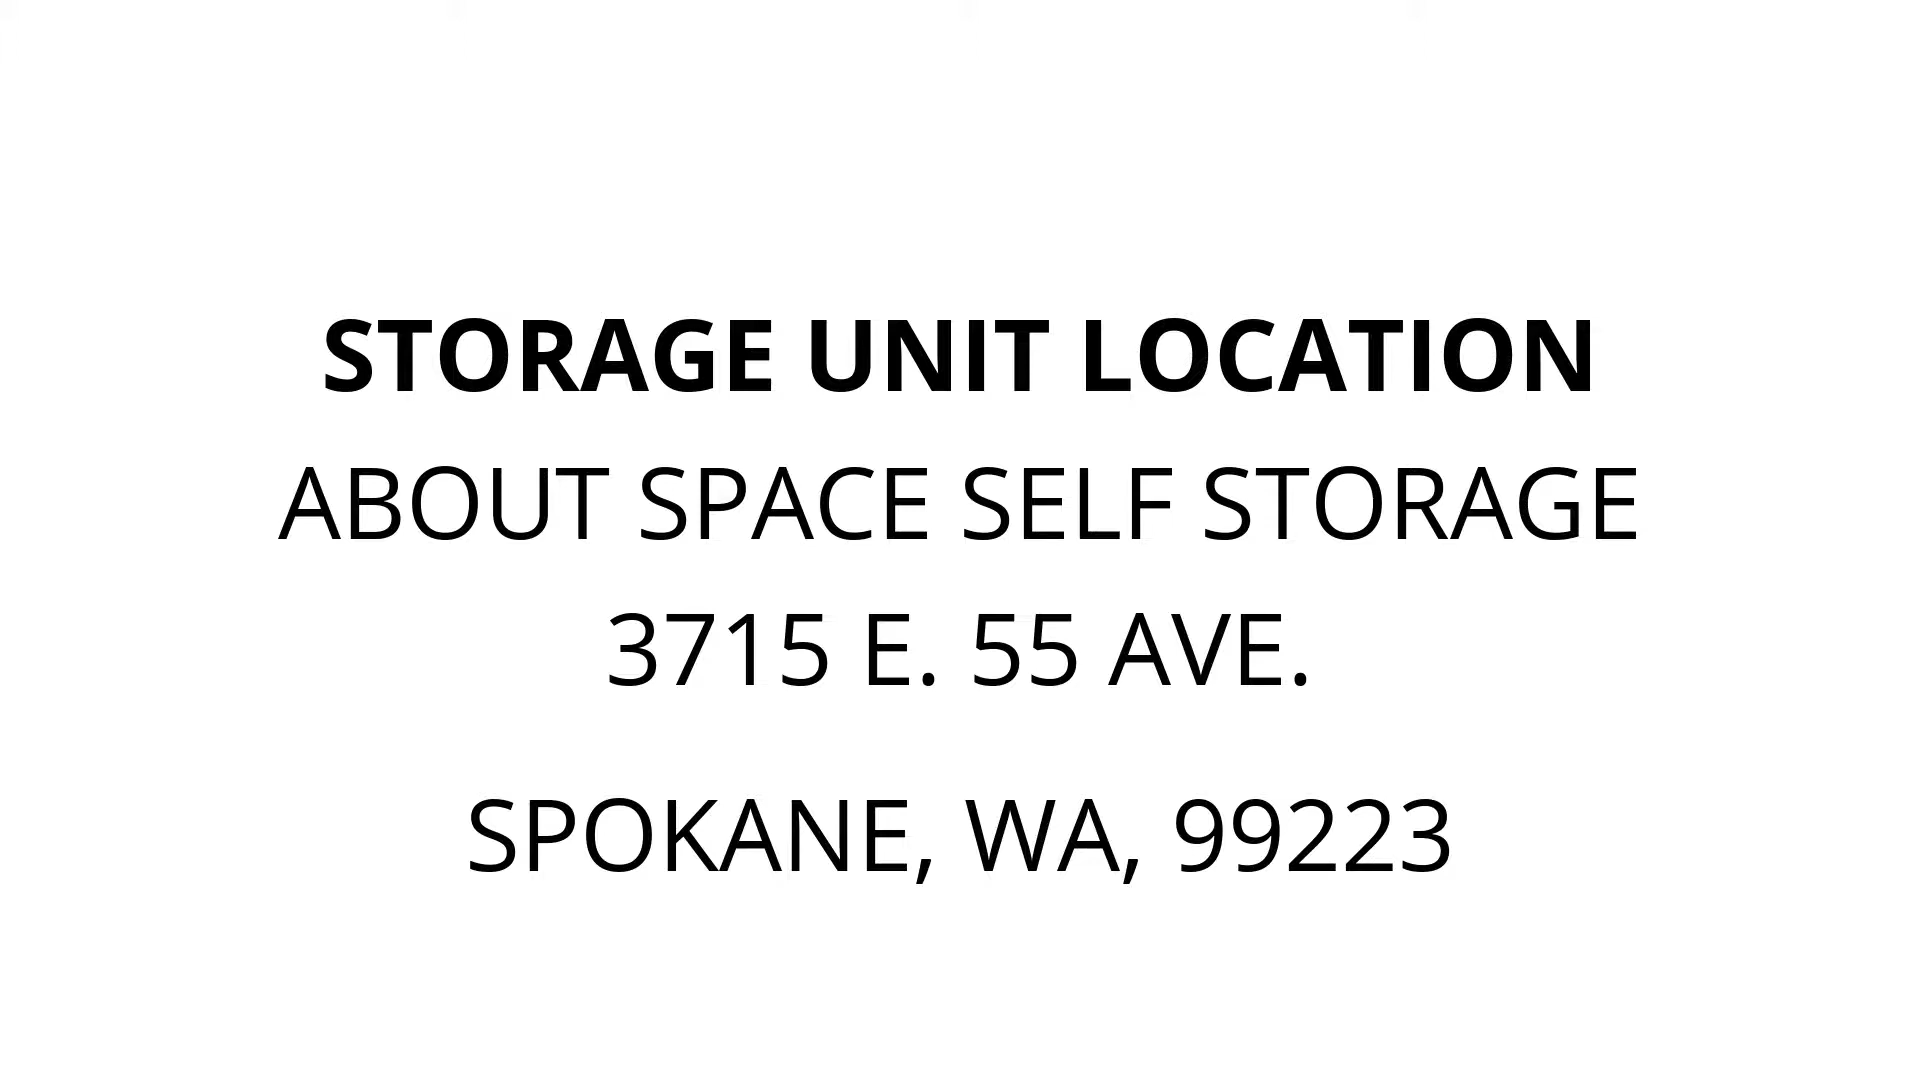 STORAGE UNIT LOCATION
ABOUT SPACE SELF STORAGE
3715 E. 55 AVE.
SPOKANE, WA, 99223